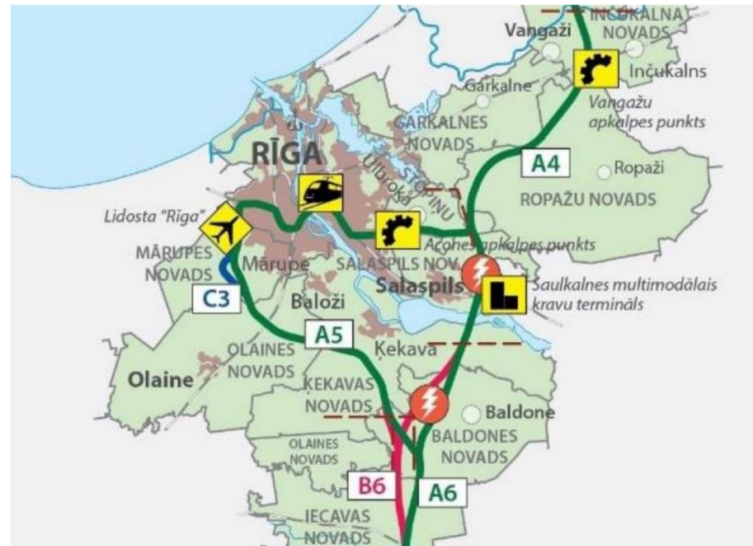 INČUKALNA
NOVADS
Vangaži
Inčukalns
Garkalne
Vangažu
apkalpes punkts
GARKALNES
NOVADS
RĪGA
A4
Ropaži
Ulbroka
STOPIŅU
ROPAŽU NOVADS
Lidosta "Rīga"
Acones apkalpes punkts
MĀRUPES
NOVADS
Mārupe
SALASPILS NOV.
Salaspils
Saulkalnes multimodālais
kravu termināls
C3
Baloži
A5
Ķekava
OLAINES
NOVADS
Olaine
ĶEKAVAS
NOVADS
Baldone
BALDONES
NOVADS
OLAINES
NOVADS
B6
A6
IECAVAS
NOVADS